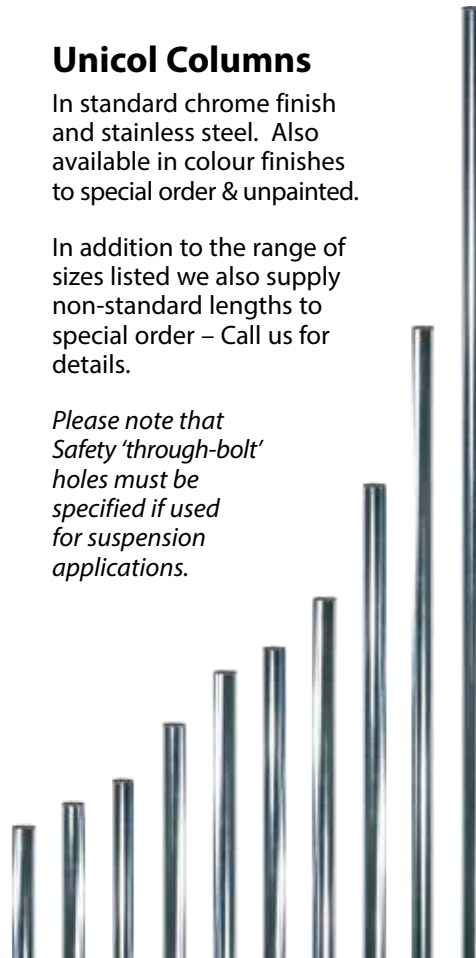 Unicol Columns
In standard chrome finish
and stainless steel.  Also
available in colour finishes
to special order & unpainted.
In addition to the range of
sizes listed we also supply
non-standard lengths to
special order – Call us for
details.
Please note that
Safety ‘through-bolt’
holes must be
specified if used
for suspension
applications.